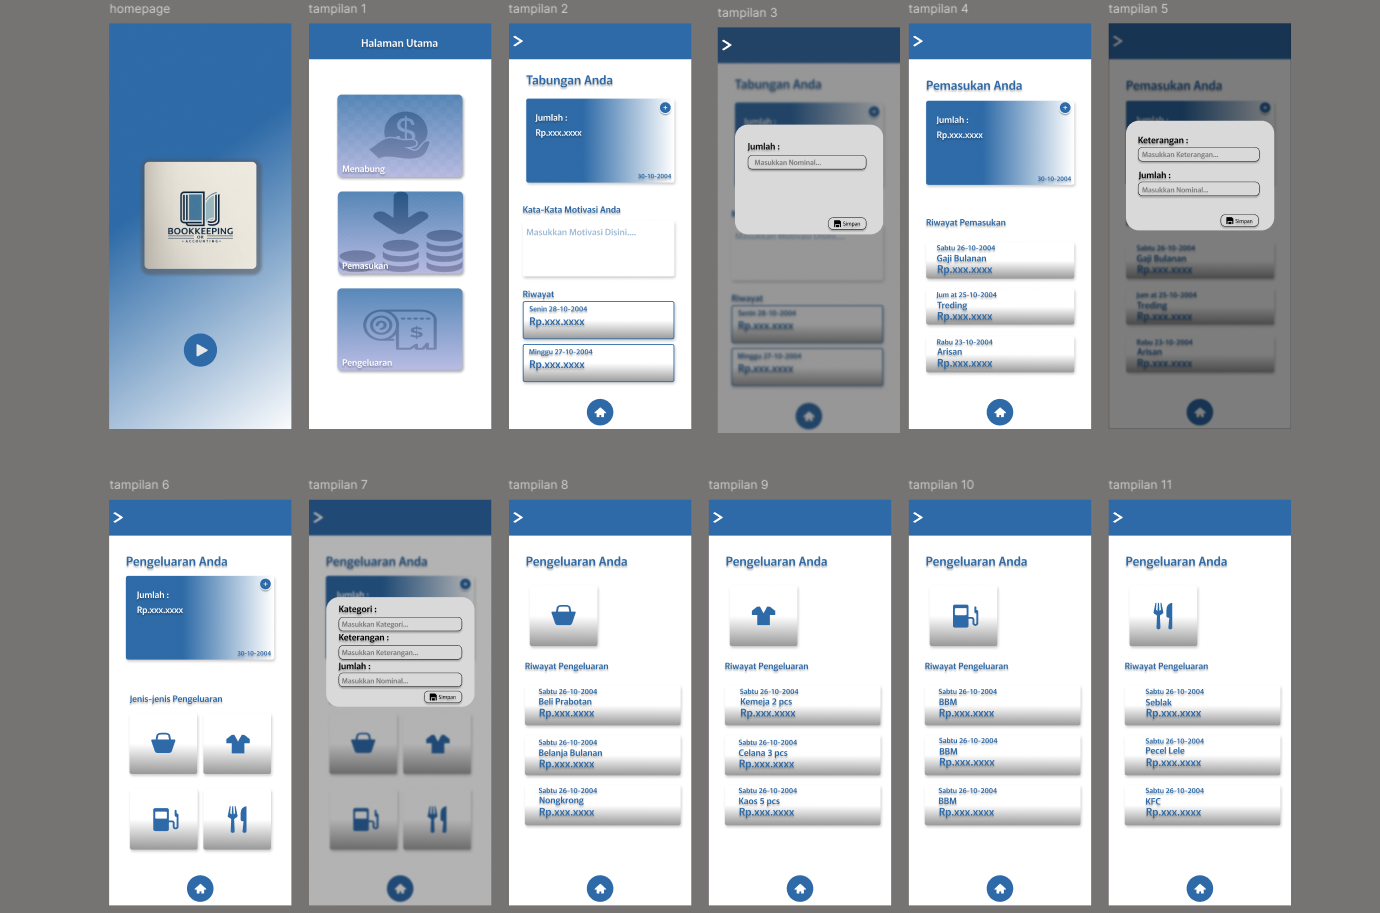 homepage
BOOKKEEPING
OR
- ACCOUNTING -
tampilan 1
Halaman Utama
Menabung
Pemasukan
Pengeluaran
tampilan 2
Tabungan Anda
Jumlah :
Rp.xxx.xxxx
30-10-2004
Kata-Kata Motivasi Anda
Masukkan Motivasi Disini....
Riwayat
Senin 28-10-2004
Rp.xxx.xxxx
Minggu 27-10-2004
Rp.xxx.xxxx
tampilan 3
Tabungan Anda
Jumlah :
Jumlah :
Masukkan Nominal...
Simpan
Masukkan Motivasi Disini....
Riwayat
Senin 28-10-2004
Rp.xxx.xxxx
Minggu 27-10-2004
Rp.xxx.xxxx
tampilan 4
Pemasukan Anda
Jumlah :
Rp.xxx.xxxx
30-10-2004
Riwayat Pemasukan
Sabtu 26-10-2004
Gaji Bulanan
Rp.xxx.xxxx
Jum at 25-10-2004
Treding
Rp.xxx.xxxx
Rabu 23-10-2004
Arisan
Rp.xxx.xxxx
tampilan 5
Pemasukan Anda
Keterangan :
Masukkan Keterangan...
Jumlah :
Masukkan Nominal...
Simpan
Sabtu 26-10-2004
Gaji Bulanan
Rp.xxx.xxxx
Jum at 25-10-2004
Treding
Rp.xxx.xxxx
Rabu 23-10-2004
Arisan
Rp.xxx.xxxx
tampilan 6
Pengeluaran Anda
Jumlah :
Rp.xxx.xxxx
30-10-2004
Jenis-jenis Pengeluaran
tampilan 7
Pengeluaran Anda
Jumlah :
Kategori :
Masukkan Kategori...
Keterangan :
Masukkan Keterangan...
Jumlah :
Masukkan Nominal...
Simpan
tampilan 8
Pengeluaran Anda
Riwayat Pengeluaran
Sabtu 26-10-2004
Beli Prabotan
Rp.xxx.xxxx
Sabtu 26-10-2004
Belanja Bulanan
Rp.xxx.xxxx
Sabtu 26-10-2004
Nongkrong
Rp.xxx.xxxx
tampilan 9
Pengeluaran Anda
Riwayat Pengeluaran
Sabtu 26-10-2004
Kemeja 2 pcs
Rp.xxx.xxxx
Sabtu 26-10-2004
Celana 3 pcs
Rp.xxx.xxxx
Sabtu 26-10-2004
Kaos 5 pcs
Rp.xxx.xxxx
tampilan 10
Pengeluaran Anda
Riwayat Pengeluaran
Sabtu 26-10-2004
BBM
Rp.xxx.xxxx
Sabtu 26-10-2004
BBM
Rp.xxx.xxxx
Sabtu 26-10-2004
BBM
Rp.xxx.xxxx
tampilan 11
Pengeluaran Anda
Riwayat Pengeluaran
Sabtu 26-10-2004
Seblak
Rp.xxx.xxxx
Sabtu 26-10-2004
Pecel Lele
Rp.xxx.xxxx
Sabtu 26-10-2004
KFC
Rp.xxx.xxxx